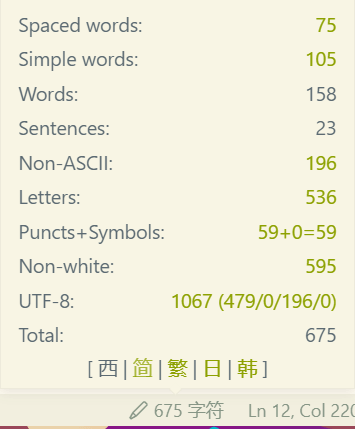 Spaced words: 75
Simple words: 105
Words: 158
Sentences: 23
Non-ASCII: 196
Letters: 536
Puncts+Symbols: 59+0=59
Non-white: 595
UTF-8: 1067 (479/0/196/0)
Total: 675
[ 西 | 简 | 繁 | 日 | 韩 ]
675 字符 Ln 12, Col 220